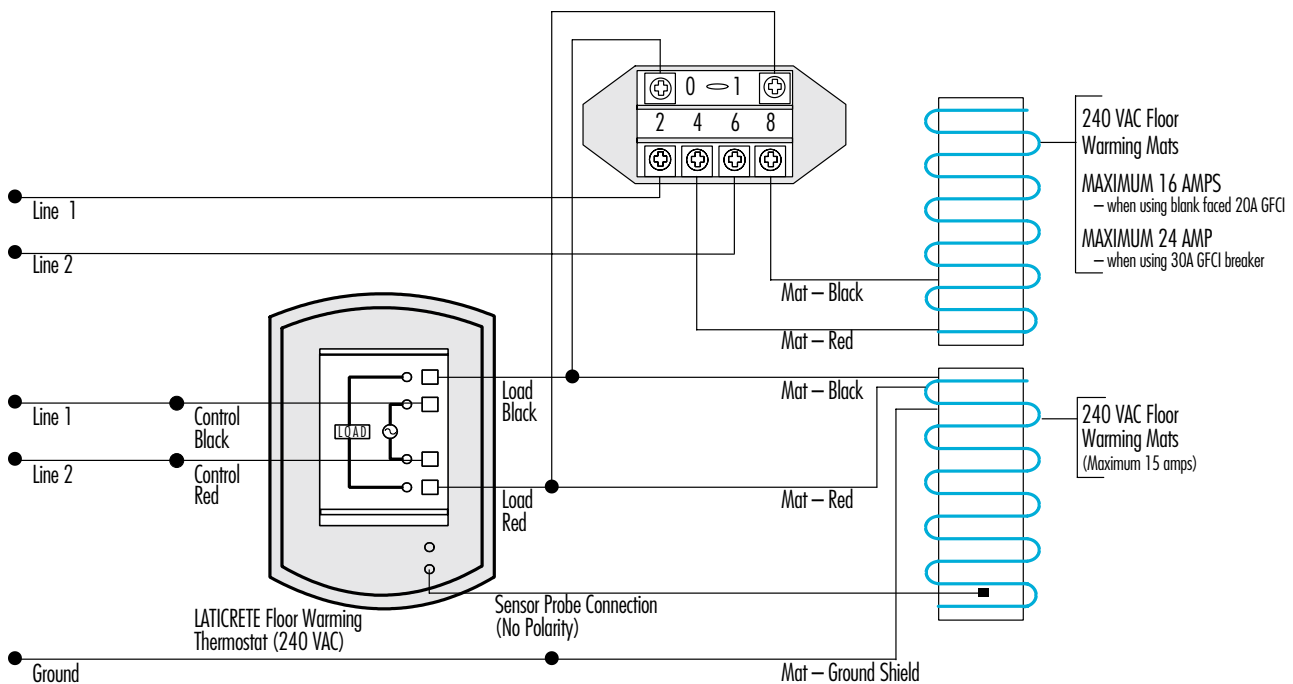 0 1
2 4 6 8
Line 1
Line 2
240 VAC Floor
Warming Mats
MAXIMUM 16 AMPS
– when using blank faced 20A GFCI
MAXIMUM 24 AMP
– when using 30A GFCI breaker
Mat – Black
Mat – Red
Line 1
Line 2
Control
Black
Control
Red
LOAD
Load
Black
Load
Red
Mat – Black
Mat – Red
240 VAC Floor
Warming Mats
(Maximum 15 amps)
LATICRETE Floor Warming
Thermostat (240 VAC)
Sensor Probe Connection
(No Polarity)
Ground
Mat – Ground Shield